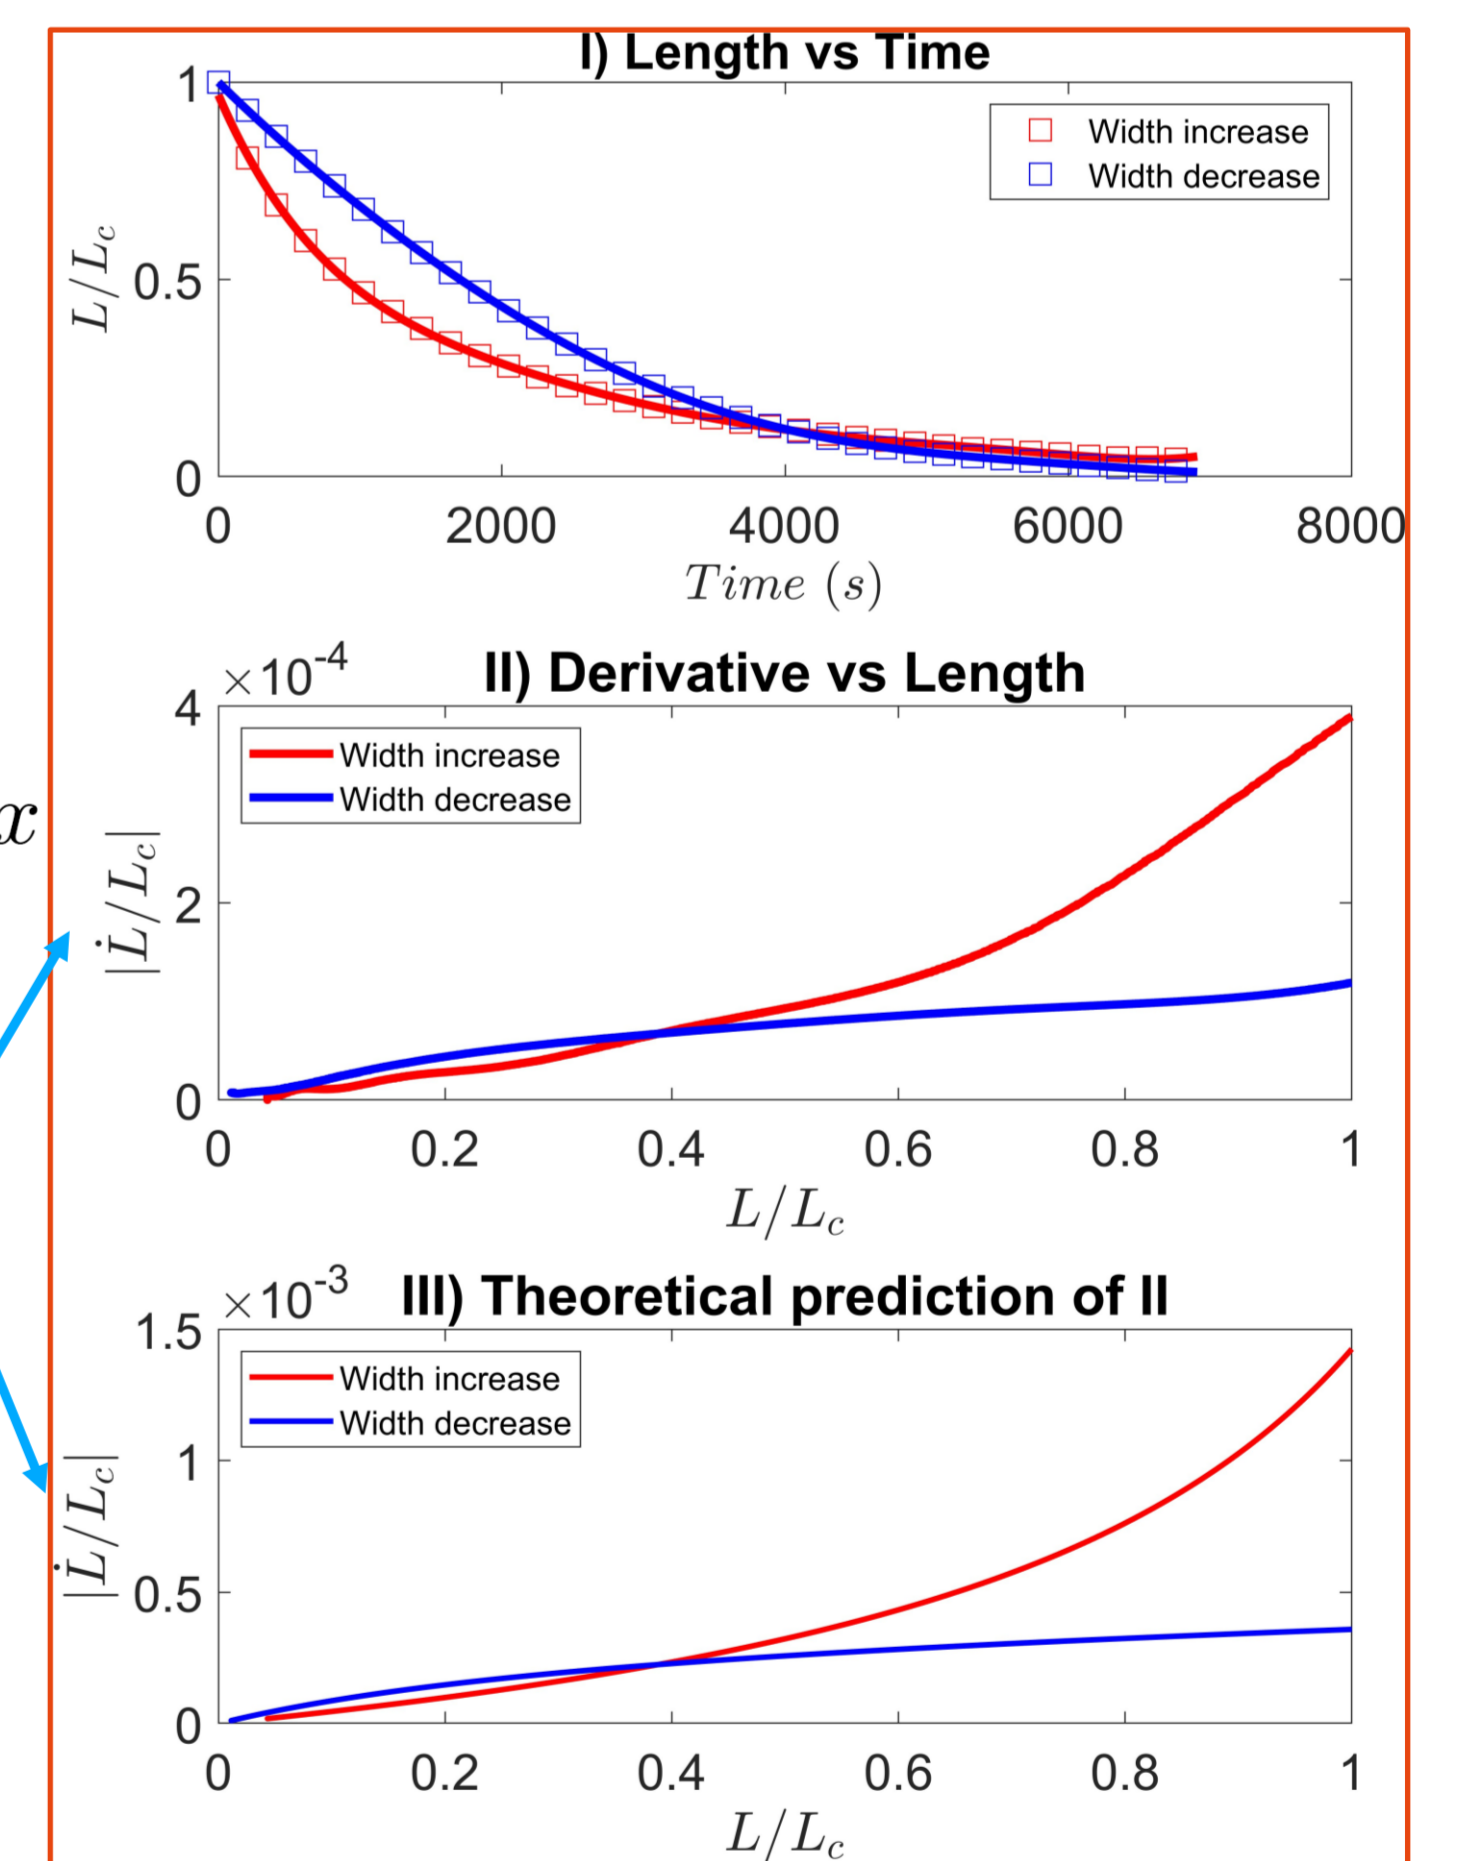 I) Length vs Time
1
0.5
0
L/L_c
Width increase
Width decrease
0 2000 4000 6000 8000
Time (s)
×10^-4
II) Derivative vs Length
4
2
0
|L̇/L_c|
Width increase
Width decrease
x
0 0.2 0.4 0.6 0.8 1
L/L_c
×10^-3
III) Theoretical prediction of II
1.5
1
0.5
0
|L̇/L_c|
Width increase
Width decrease
0 0.2 0.4 0.6 0.8 1
L/L_c